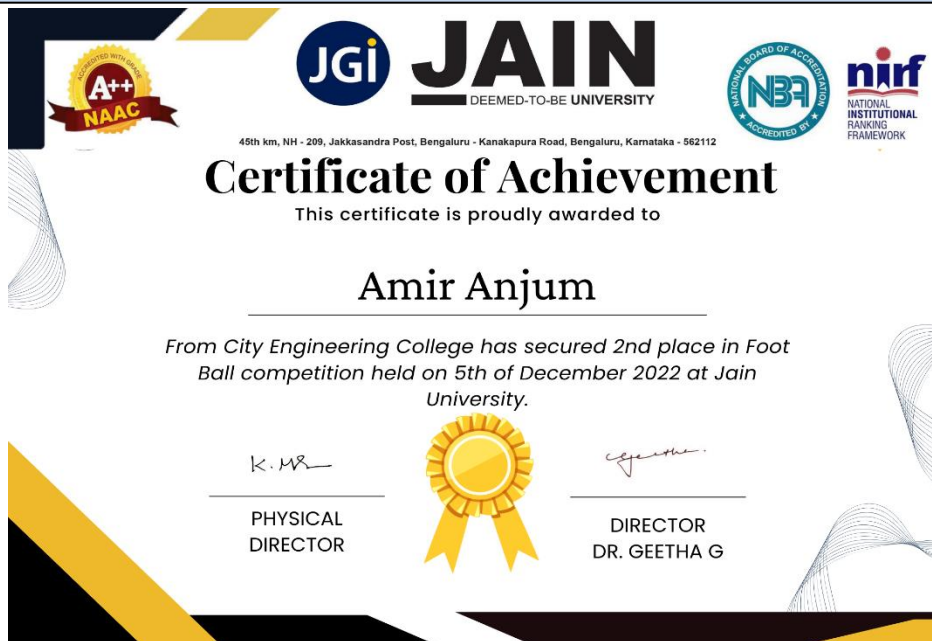 ACCREDITED WITH GRADE
A++
NAAC
JGi
JAIN
DEEMED-TO-BE UNIVERSITY
NATIONAL BOARD OF ACCREDITATION
NBA
ACCREDITED BY
nirf
NATIONAL
INSTITUTIONAL
RANKING
FRAMEWORK
45th km, NH - 209, Jakkasandra Post, Bengaluru - Kanakapura Road, Bengaluru, Karnataka - 562112
Certificate of Achievement
This certificate is proudly awarded to
Amir Anjum
From City Engineering College has secured 2nd place in Foot
Ball competition held on 5th of December 2022 at Jain
University.
Geetha.
PHYSICAL
DIRECTOR
DIRECTOR
DR. GEETHA G